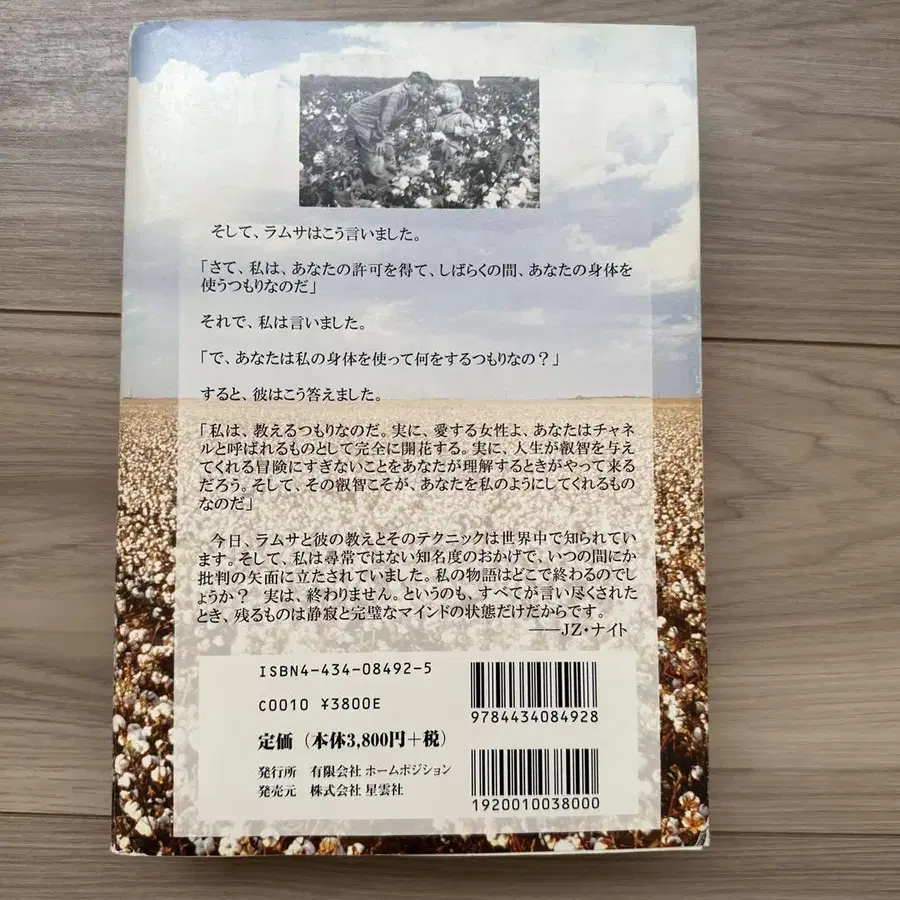 そして、ラムサはこう言いました。
「さて、私は、あなたの許可を得て、しばらくの間、あなたの身体を
使うつもりなのだ」
それで、私は言いました。
「で、あなたは私の身体を使って何をするつもりなの？」
すると、彼はこう答えました。
「私は、教えるつもりなのだ。実に、愛する女性よ、あなたはチャネ
ルと呼ばれるものとして完全に開花する。実に、人生が叡智を与え
てくれる冒険にすぎないことをあなたが理解するときがやって来る
だろう。そして、その叡智こそが、あなたを私のようにしてくれるもの
なのだ」
今日、ラムサと彼の教えとそのテクニックは世界中で知られてい
ます。そして、私は尋常ではない知名度のおかげで、いつの間にか
批判の矢面に立たされていました。私の物語はどこで終わるのでし
ょうか？　実は、終わりません。というのも、すべてが言い尽くされた
とき、残るものは静寂と完璧なマインドの状態だけだからです。
――JZ・ナイト
ISBN4-434-08492-5
C0010 ¥3800E
定価（本体3,800円+税）
発行所　有限会社 ホームポジション
発売元　株式会社 星雲社
9784434084928
1920010038000